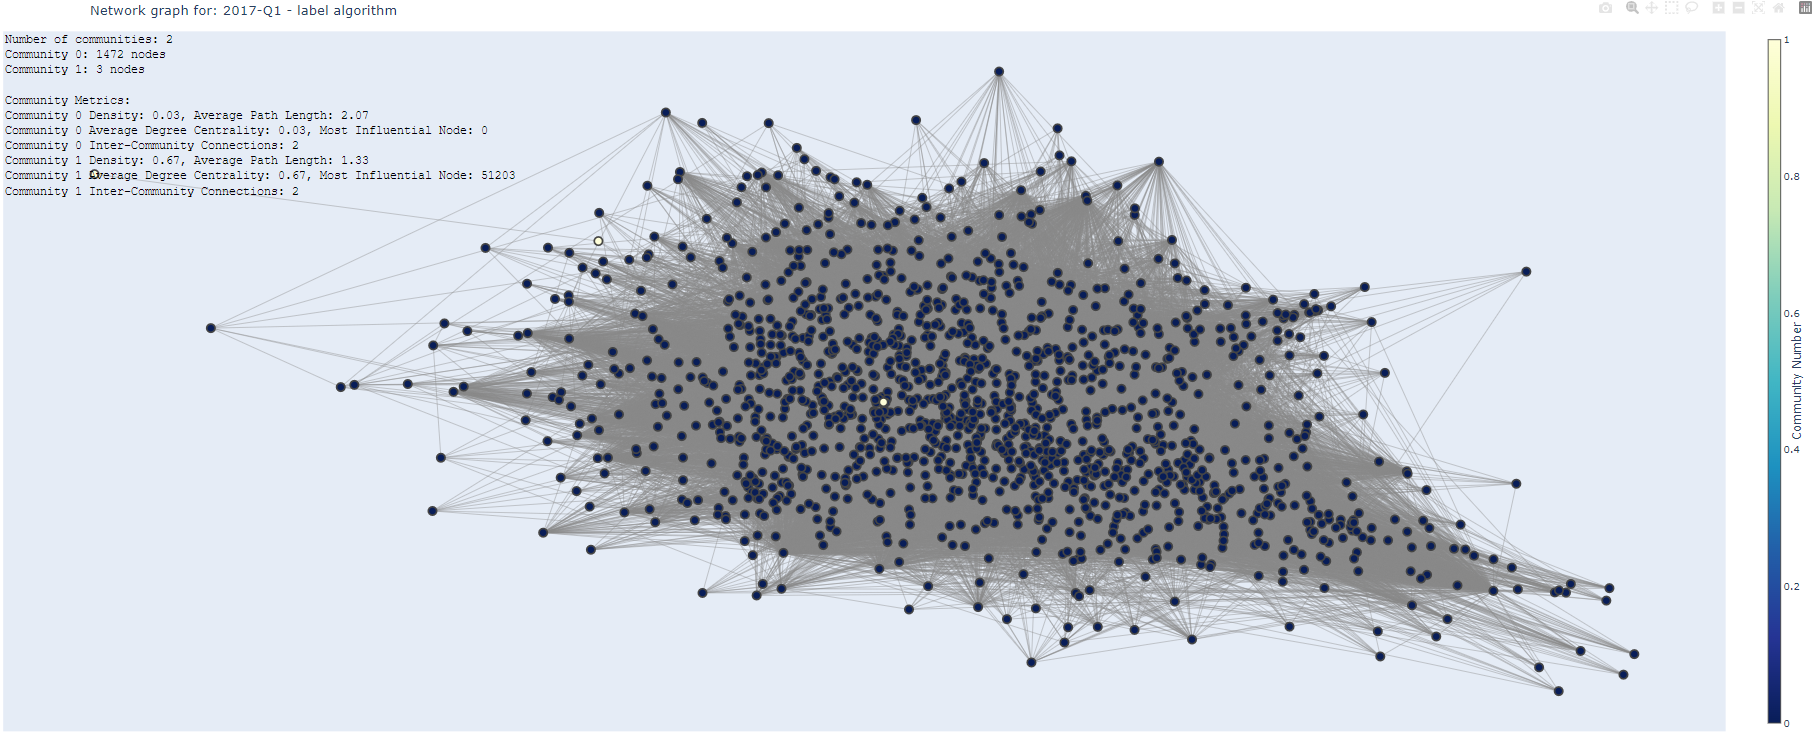 Network graph for: 2017-Q1 - label algorithm
Number of communities: 2
Community 0: 1472 nodes
Community 1: 3 nodes
Community Metrics:
Community 0 Density: 0.03, Average Path Length: 2.07
Community 0 Average Degree Centrality: 0.03, Most Influential Node: 0
Community 0 Inter-Community Connections: 2
Community 1 Density: 0.67, Average Path Length: 1.33
Community 1 Average Degree Centrality: 0.67, Most Influential Node: 51203
Community 1 Inter-Community Connections: 2
1
0.8
0.6
0.4
0.2
0
Community Number